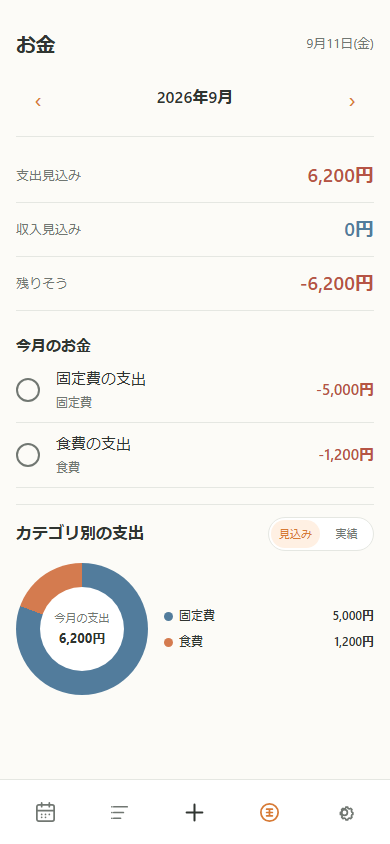 お金
9月11日(金)
‹ 2026年9月 ›
支出見込み 6,200円
収入見込み 0円
残りそう -6,200円
今月のお金
固定費の支出
固定費
-5,000円
食費の支出
食費
-1,200円
カテゴリ別の支出
見込み 実績
今月の支出
6,200円
固定費 5,000円
食費 1,200円